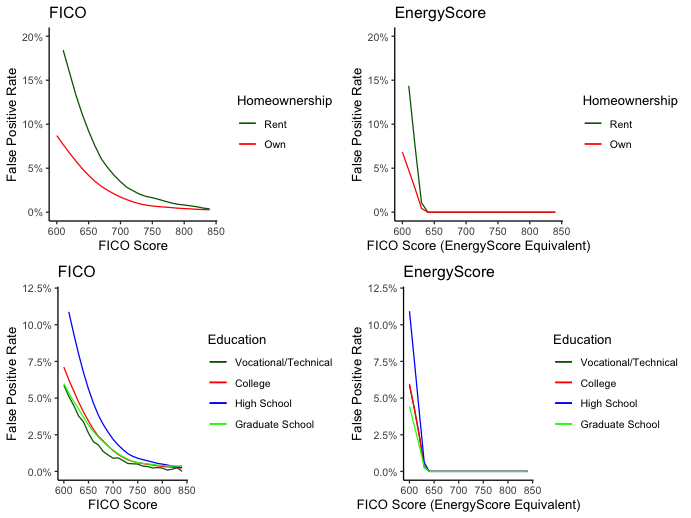 FICO
False Positive Rate
20%
15%
10%
5%
0%
600 650 700 750 800 850
FICO Score
Homeownership
Rent
Own
EnergyScore
False Positive Rate
20%
15%
10%
5%
0%
600 650 700 750 800 850
FICO Score (EnergyScore Equivalent)
Homeownership
Rent
Own
FICO
False Positive Rate
12.5%
10.0%
7.5%
5.0%
2.5%
0.0%
600 650 700 750 800 850
FICO Score
Education
Vocational/Technical
College
High School
Graduate School
EnergyScore
False Positive Rate
12.5%
10.0%
7.5%
5.0%
2.5%
0.0%
600 650 700 750 800 850
FICO Score (EnergyScore Equivalent)
Education
Vocational/Technical
College
High School
Graduate School